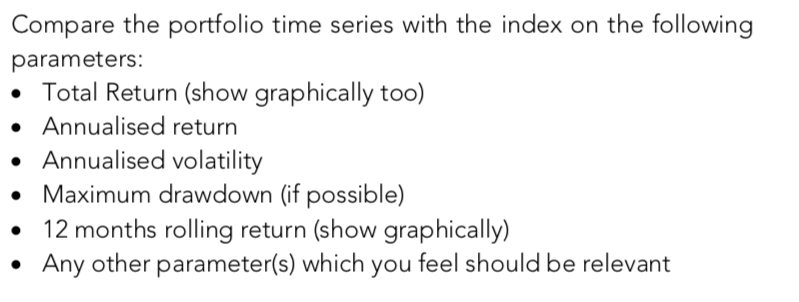 Compare the portfolio time series with the index on the following
parameters:
• Total Return (show graphically too)
• Annualised return
• Annualised volatility
• Maximum drawdown (if possible)
• 12 months rolling return (show graphically)
• Any other parameter(s) which you feel should be relevant